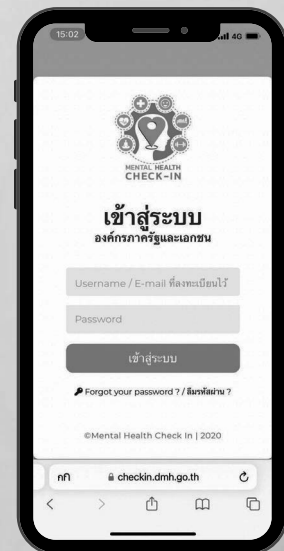 15:02
4G
MENTAL HEALTH
CHECK-IN
เข้าสู่ระบบ
องค์กรภาครัฐและเอกชน
Username / E-mail ที่ลงทะเบียนไว้
Password
เข้าสู่ระบบ
Forgot your password ? / ลืมรหัสผ่าน ?
©Mental Health Check In | 2020
กก checkin.dmh.go.th